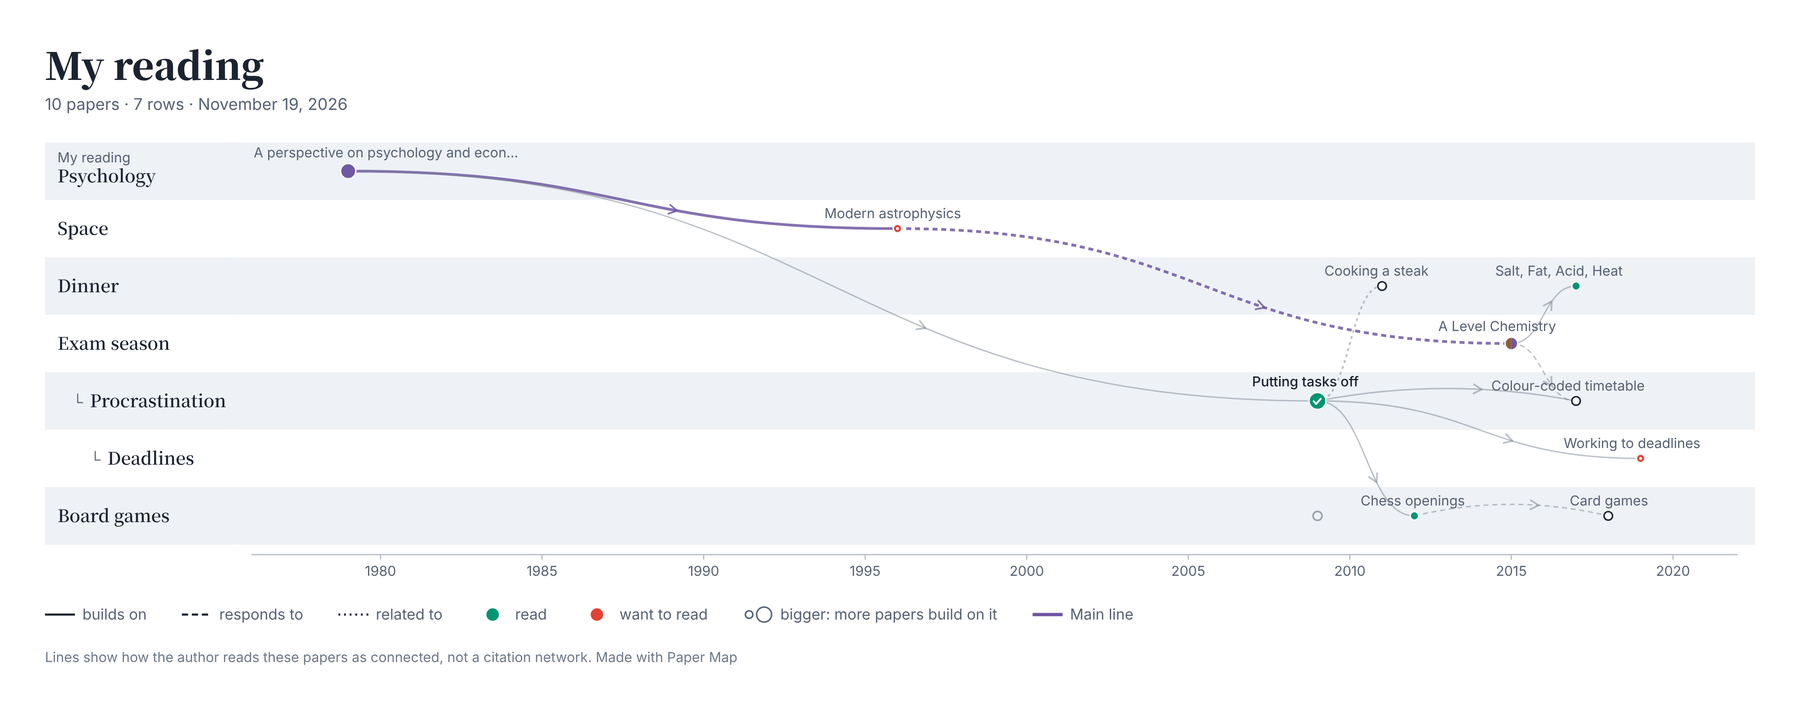 My reading
10 papers · 7 rows · November 19, 2026
My reading
Psychology
A perspective on psychology and econ...
Space
Modern astrophysics
Dinner
Cooking a steak
Salt, Fat, Acid, Heat
Exam season
A Level Chemistry
└ Procrastination
Putting tasks off
Colour-coded timetable
└ Deadlines
Working to deadlines
Board games
Chess openings
Card games
1980 1985 1990 1995 2000 2005 2010 2015 2020
builds on responds to related to read want to read bigger: more papers build on it Main line
Lines show how the author reads these papers as connected, not a citation network. Made with Paper Map